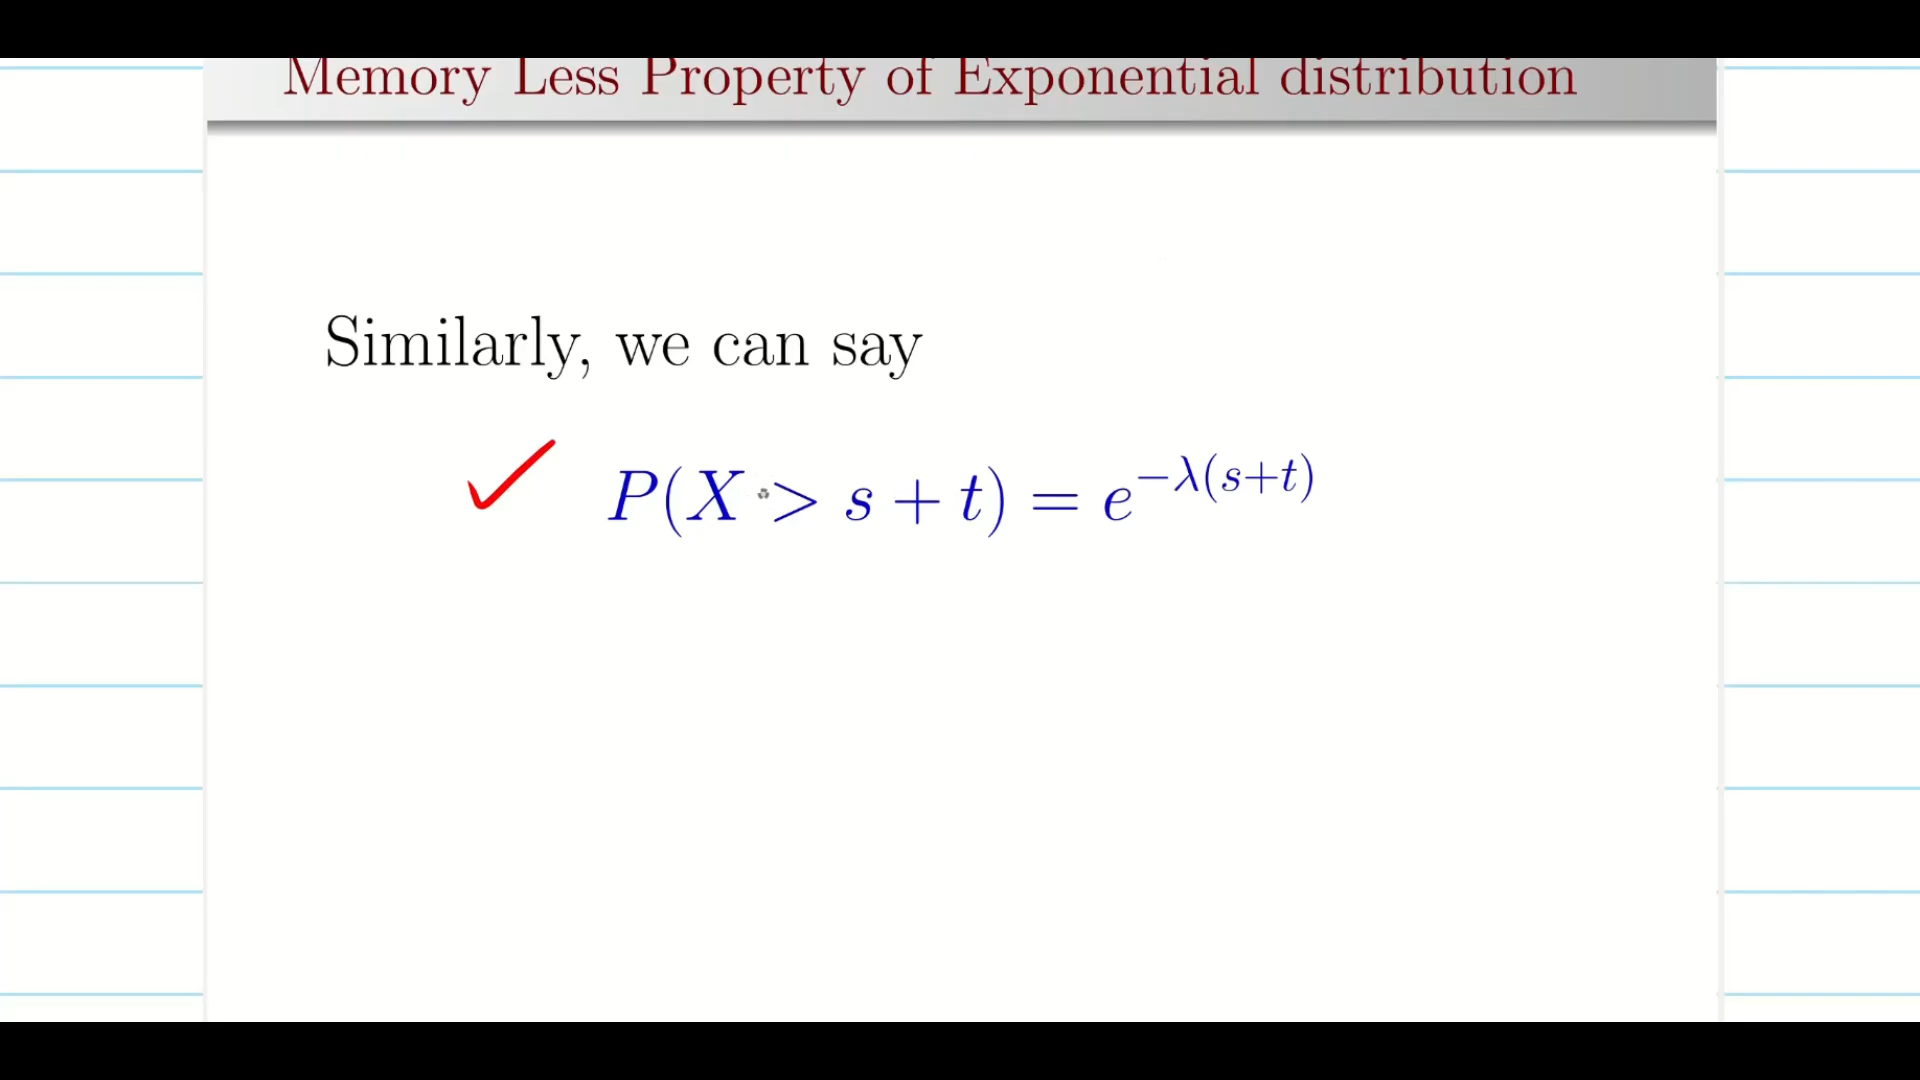 Memory Less Property of Exponential distribution
Similarly, we can say
P(X > s + t) = e^{−λ(s+t)}